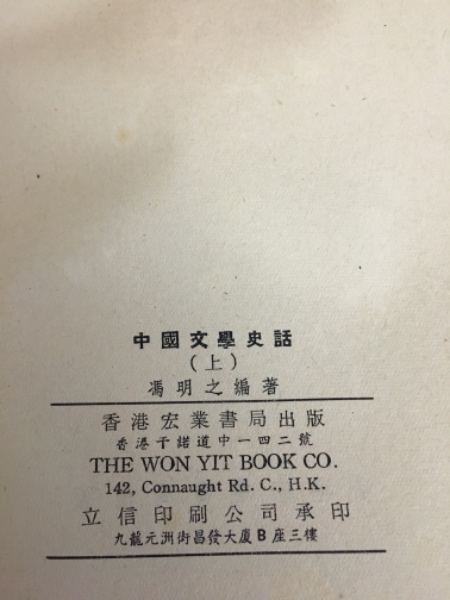 中國文學史話
(上)
馮明之編著
香港宏業書局出版
香港干諾道中一四二號
THE WON YIT BOOK CO.
142, Connaught Rd. C., H.K.
立信印刷公司承印
九龍元洲街昌發大厦B座三樓